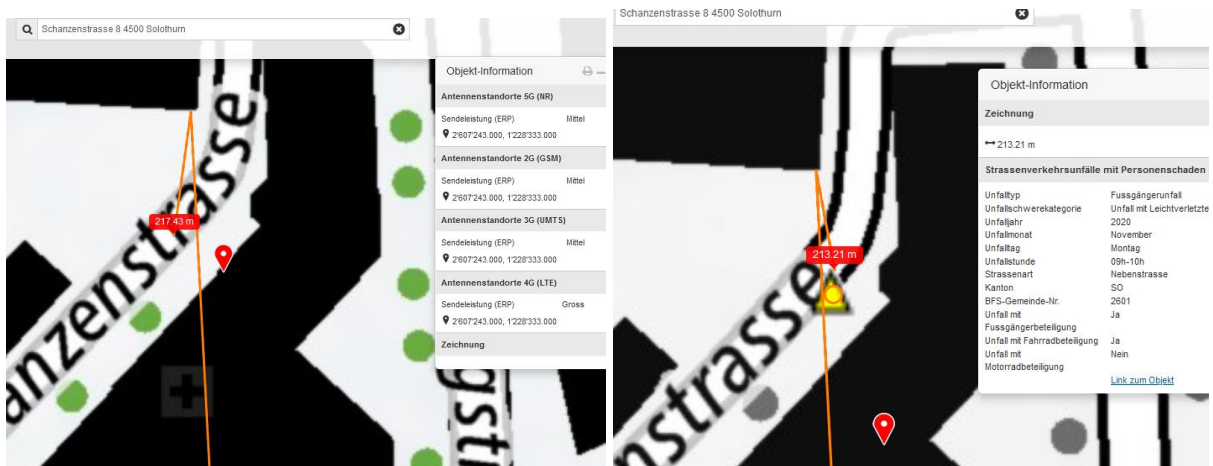 Schanzenstrasse 8 4500 Solothurn
Objekt-Information
Antennenstandorte 5G (NR)
Sendeleistung (ERP) Mittel
2'607'243.000, 1'228'333.000
Antennenstandorte 2G (GSM)
Sendeleistung (ERP) Mittel
2'607'243.000, 1'228'333.000
Antennenstandorte 3G (UMTS)
Sendeleistung (ERP) Mittel
2'607'243.000, 1'228'333.000
Antennenstandorte 4G (LTE)
Sendeleistung (ERP) Gross
2'607'243.000, 1'228'333.000
Zeichnung
217.43 m
anzenstrasse
gsti
Schanzenstrasse 8 4500 Solothurn
Objekt-Information
Zeichnung
213.21 m
Strassenverkehrsunfälle mit Personenschaden
Unfalltyp Fussgängerunfall
Unfallschwerekategorie Unfall mit Leichtverletzte
Unfalljahr 2020
Unfallmonat November
Unfalltag Montag
Unfallstunde 09h-10h
Strassenart Nebenstrasse
Kanton SO
BFS-Gemeinde-Nr. 2601
Unfall mit Ja
Fussgängerbeteiligung
Unfall mit Fahrradbeteiligung Ja
Unfall mit Nein
Motorradbeteiligung
Link zum Objekt
213.21 m
nstrasse